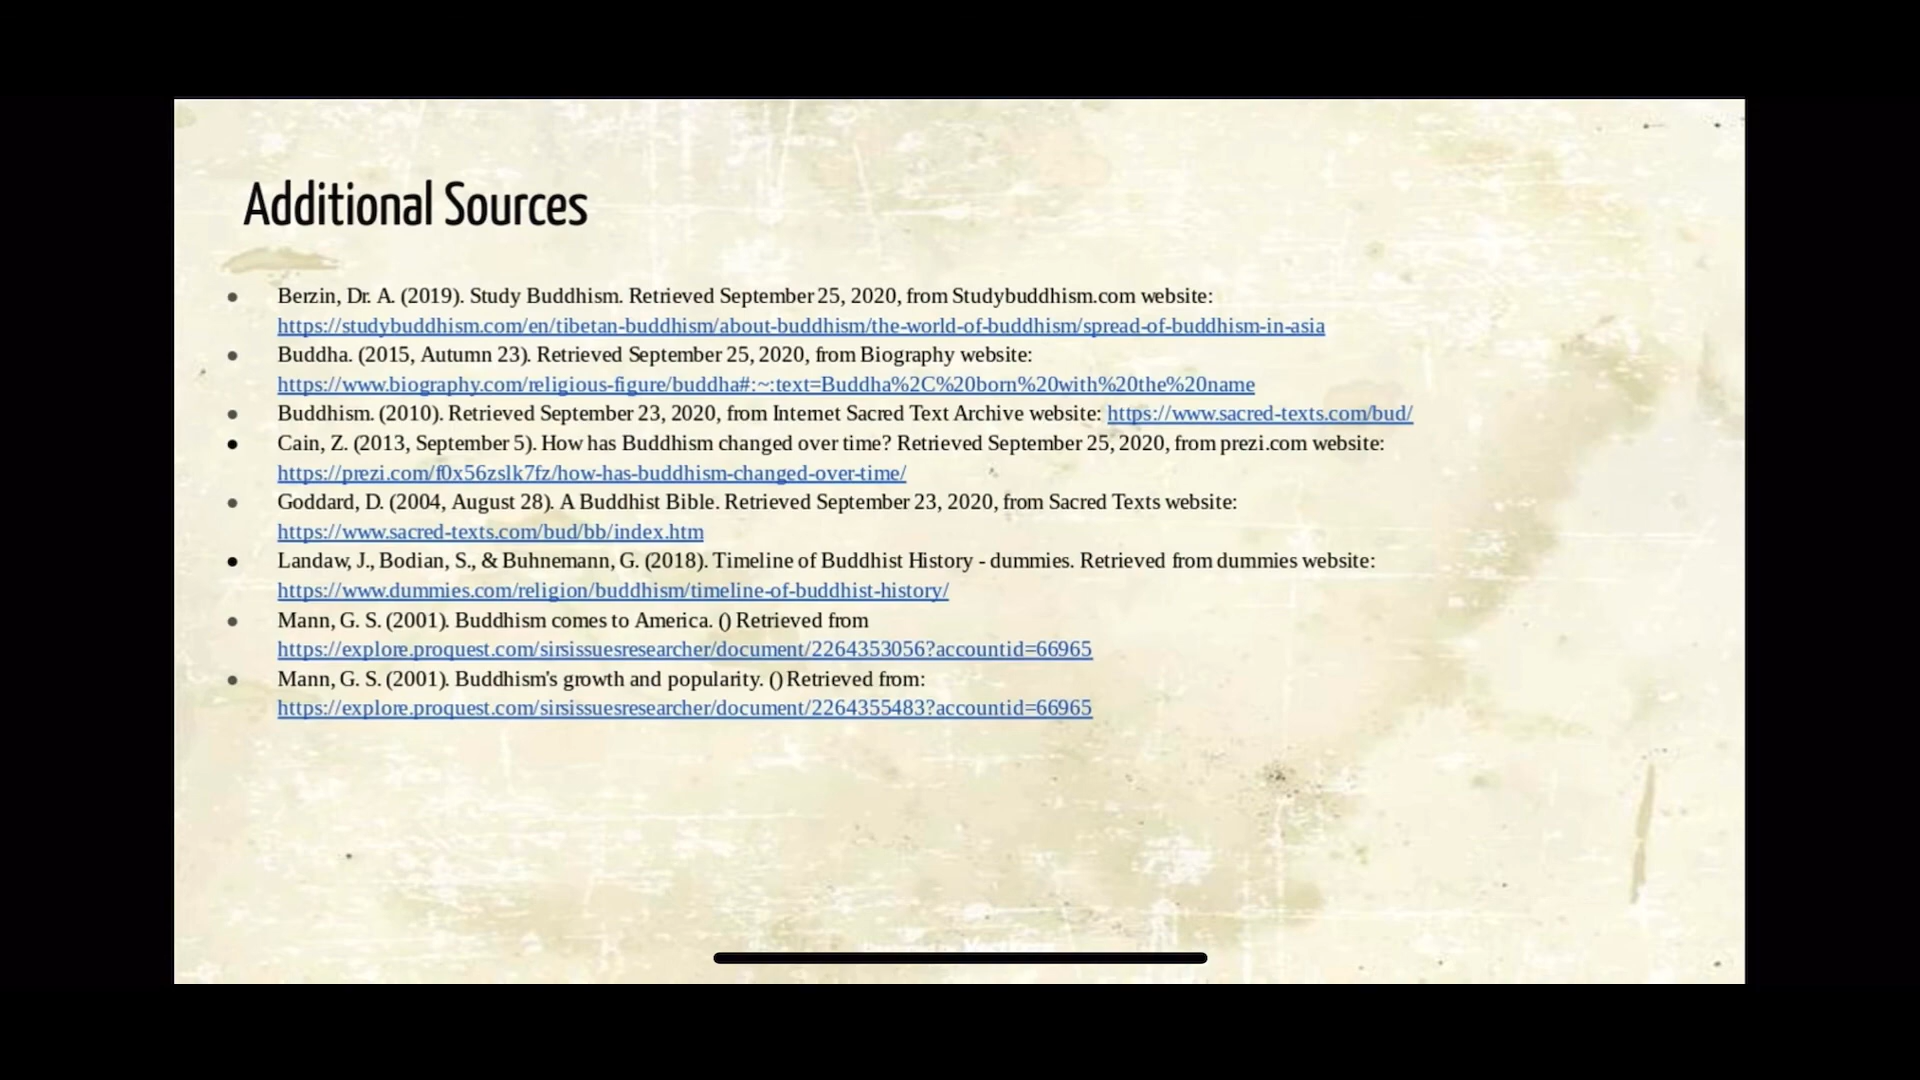 Additional Sources
● Berzin, Dr. A. (2019). Study Buddhism. Retrieved September 25, 2020, from Studybuddhism.com website:
https://studybuddhism.com/en/tibetan-buddhism/about-buddhism/the-world-of-buddhism/spread-of-buddhism-in-asia
● Buddha. (2015, Autumn 23). Retrieved September 25, 2020, from Biography website:
https://www.biography.com/religious-figure/buddha#:~:text=Buddha%2C%20born%20with%20the%20name
● Buddhism. (2010). Retrieved September 23, 2020, from Internet Sacred Text Archive website: https://www.sacred-texts.com/bud/
● Cain, Z. (2013, September 5). How has Buddhism changed over time? Retrieved September 25, 2020, from prezi.com website:
https://prezi.com/f0x56zslk7fz/how-has-buddhism-changed-over-time/
● Goddard, D. (2004, August 28). A Buddhist Bible. Retrieved September 23, 2020, from Sacred Texts website:
https://www.sacred-texts.com/bud/bb/index.htm
● Landaw, J., Bodian, S., & Buhnemann, G. (2018). Timeline of Buddhist History - dummies. Retrieved from dummies website:
https://www.dummies.com/religion/buddhism/timeline-of-buddhist-history/
● Mann, G. S. (2001). Buddhism comes to America. () Retrieved from
https://explore.proquest.com/sirsissuesresearcher/document/2264353056?accountid=66965
● Mann, G. S. (2001). Buddhism's growth and popularity. () Retrieved from:
https://explore.proquest.com/sirsissuesresearcher/document/2264355483?accountid=66965